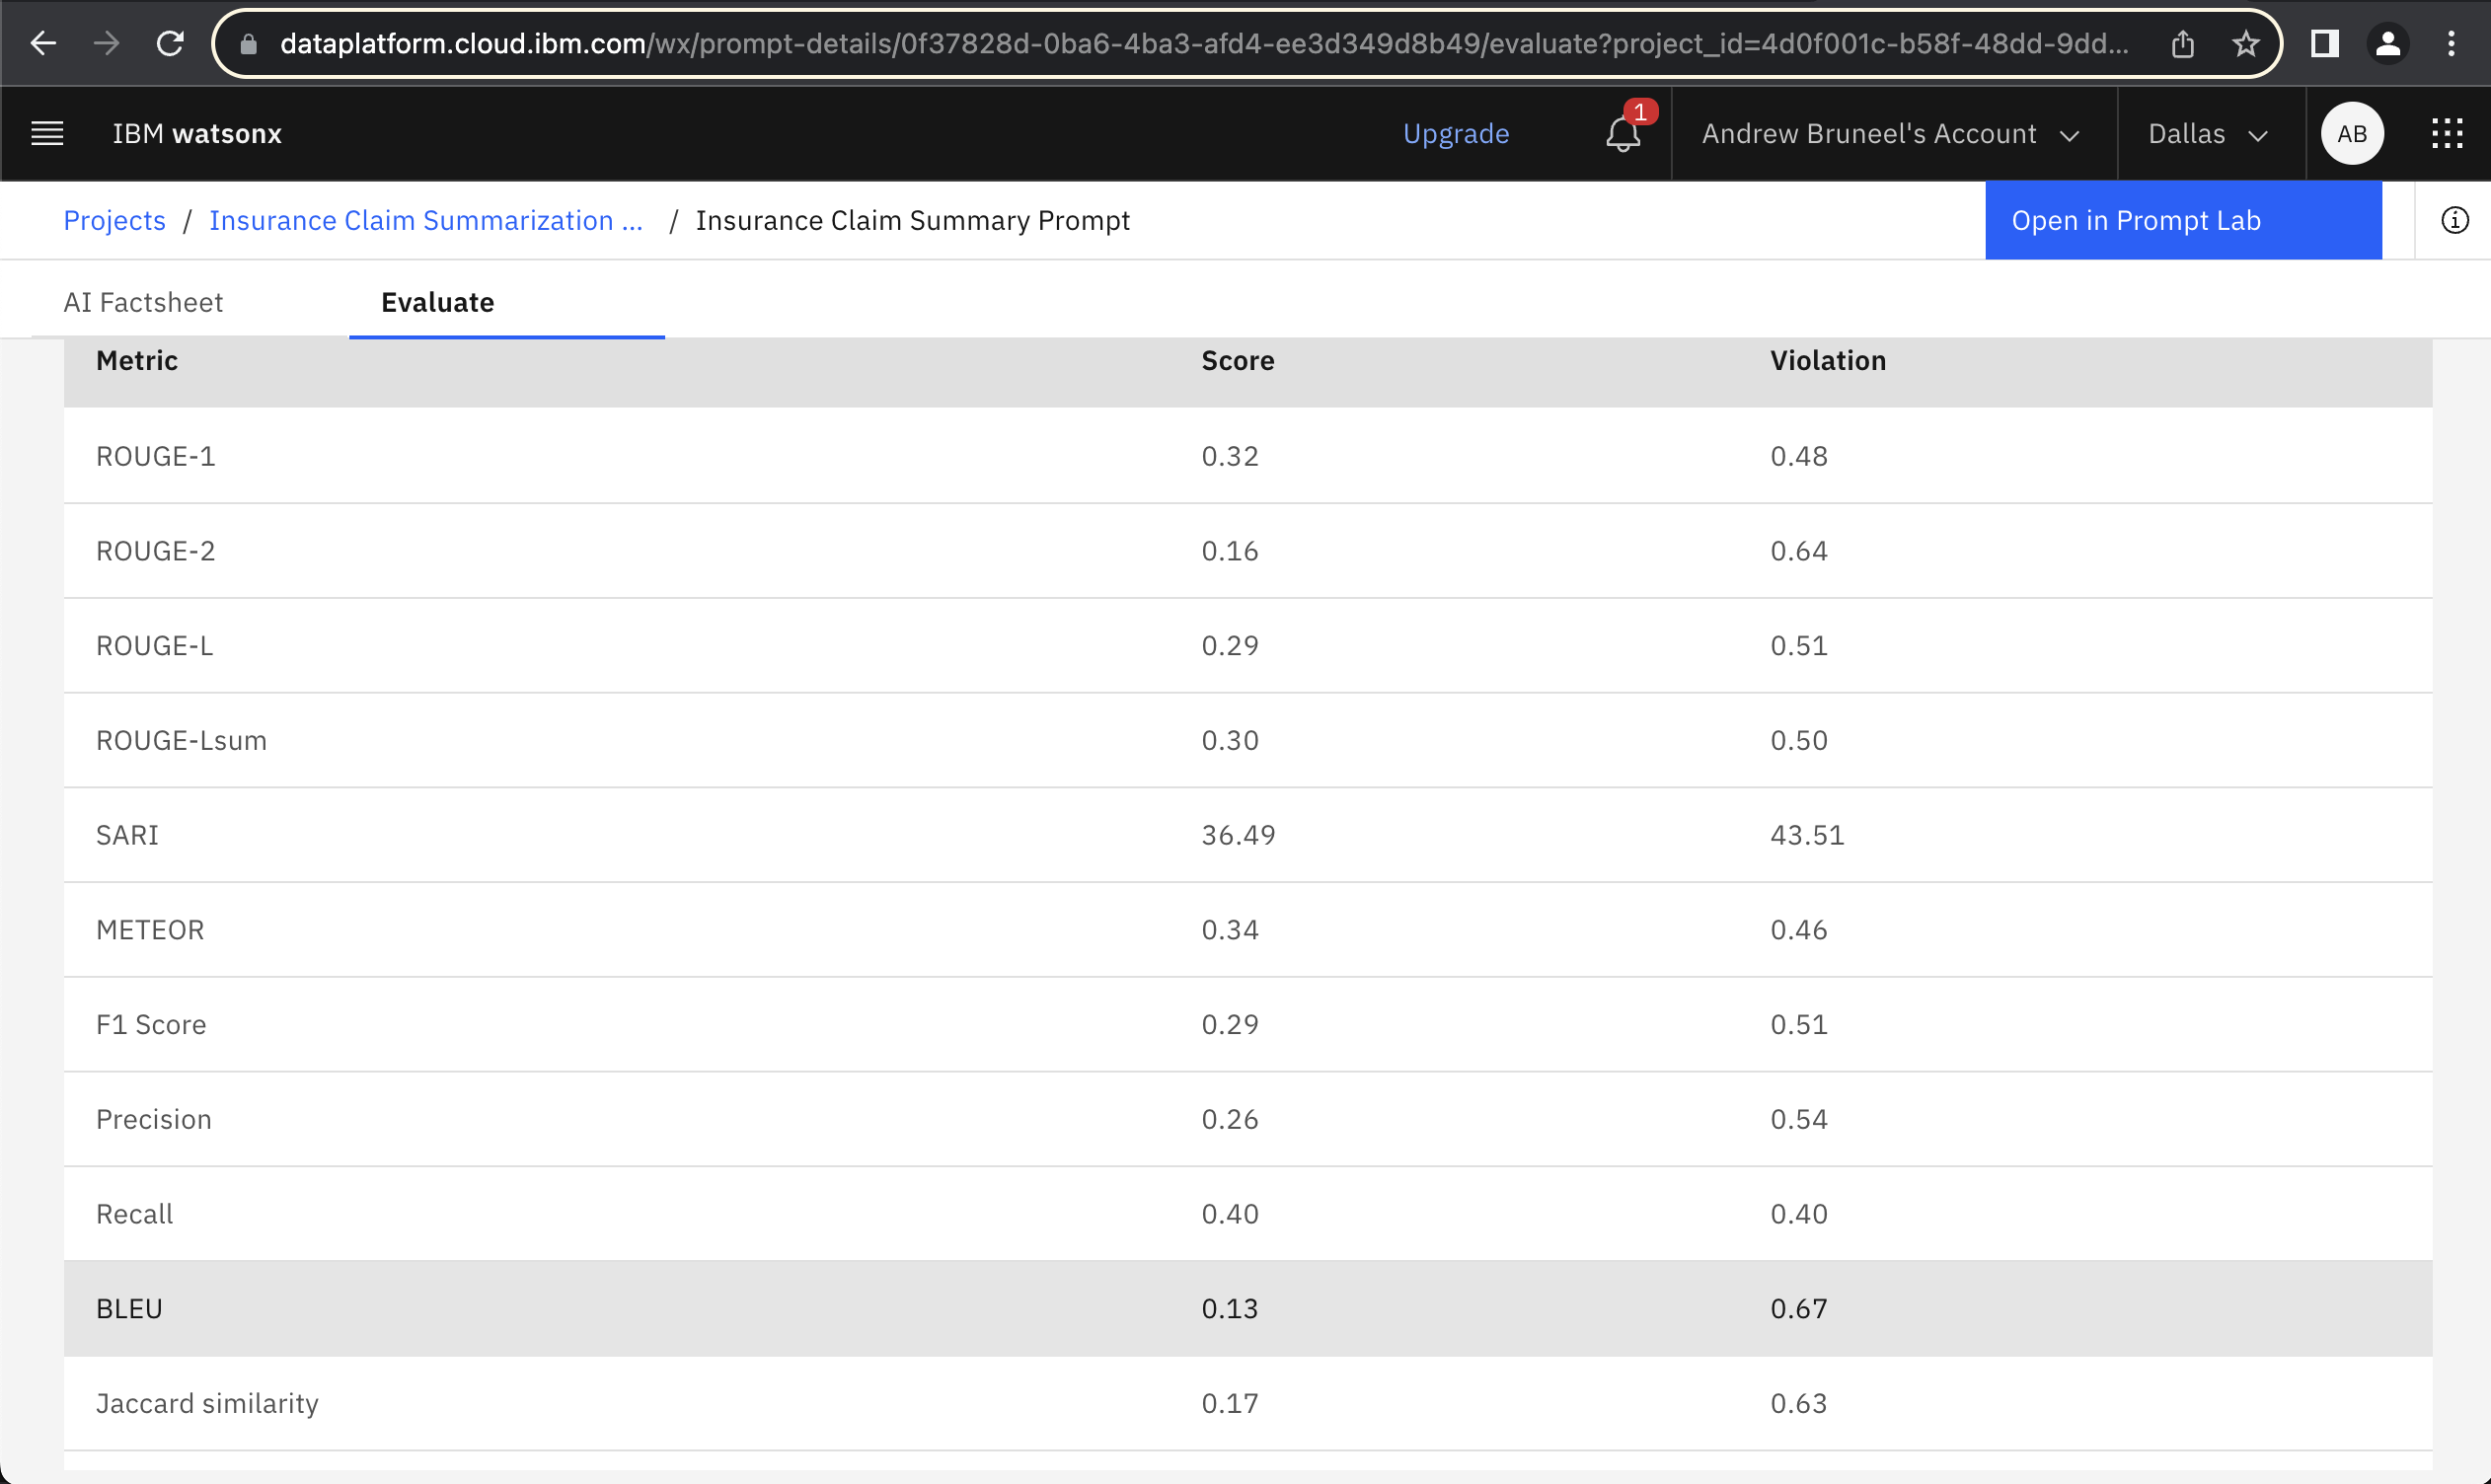 dataplatform.cloud.ibm.com/wx/prompt-details/0f37828d-0ba6-4ba3-afd4-ee3d349d8b49/evaluate?project_id=4d0f001c-b58f-48dd-9dd...
IBM watsonx Upgrade 1 Andrew Bruneel's Account Dallas AB
Projects / Insurance Claim Summarization ... / Insurance Claim Summary Prompt Open in Prompt Lab
AI Factsheet Evaluate
Metric Score Violation
ROUGE-1 0.32 0.48
ROUGE-2 0.16 0.64
ROUGE-L 0.29 0.51
ROUGE-Lsum 0.30 0.50
SARI 36.49 43.51
METEOR 0.34 0.46
F1 Score 0.29 0.51
Precision 0.26 0.54
Recall 0.40 0.40
BLEU 0.13 0.67
Jaccard similarity 0.17 0.63